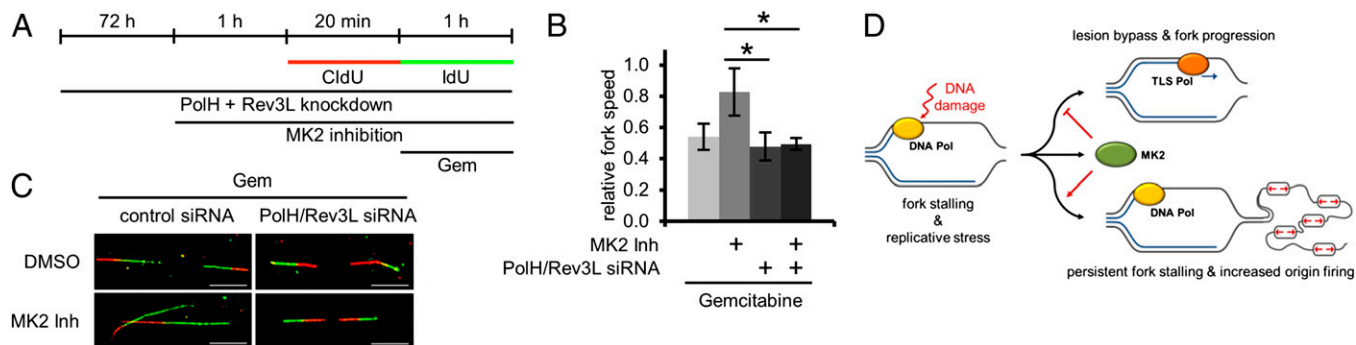 A
72 h 1 h 20 min 1 h
CldU IdU
PolH + Rev3L knockdown
MK2 inhibition
Gem
C
Gem
control siRNA PolH/Rev3L siRNA
DMSO
MK2 Inh
B
* 
*
relative fork speed
1.0
0.8
0.6
0.4
0.2
0.0
MK2 Inh + +
PolH/Rev3L siRNA + +
Gemcitabine
D
lesion bypass & fork progression
TLS Pol
DNA
damage
DNA Pol
MK2
fork stalling
&
replicative stress
DNA Pol
persistent fork stalling & increased origin firing